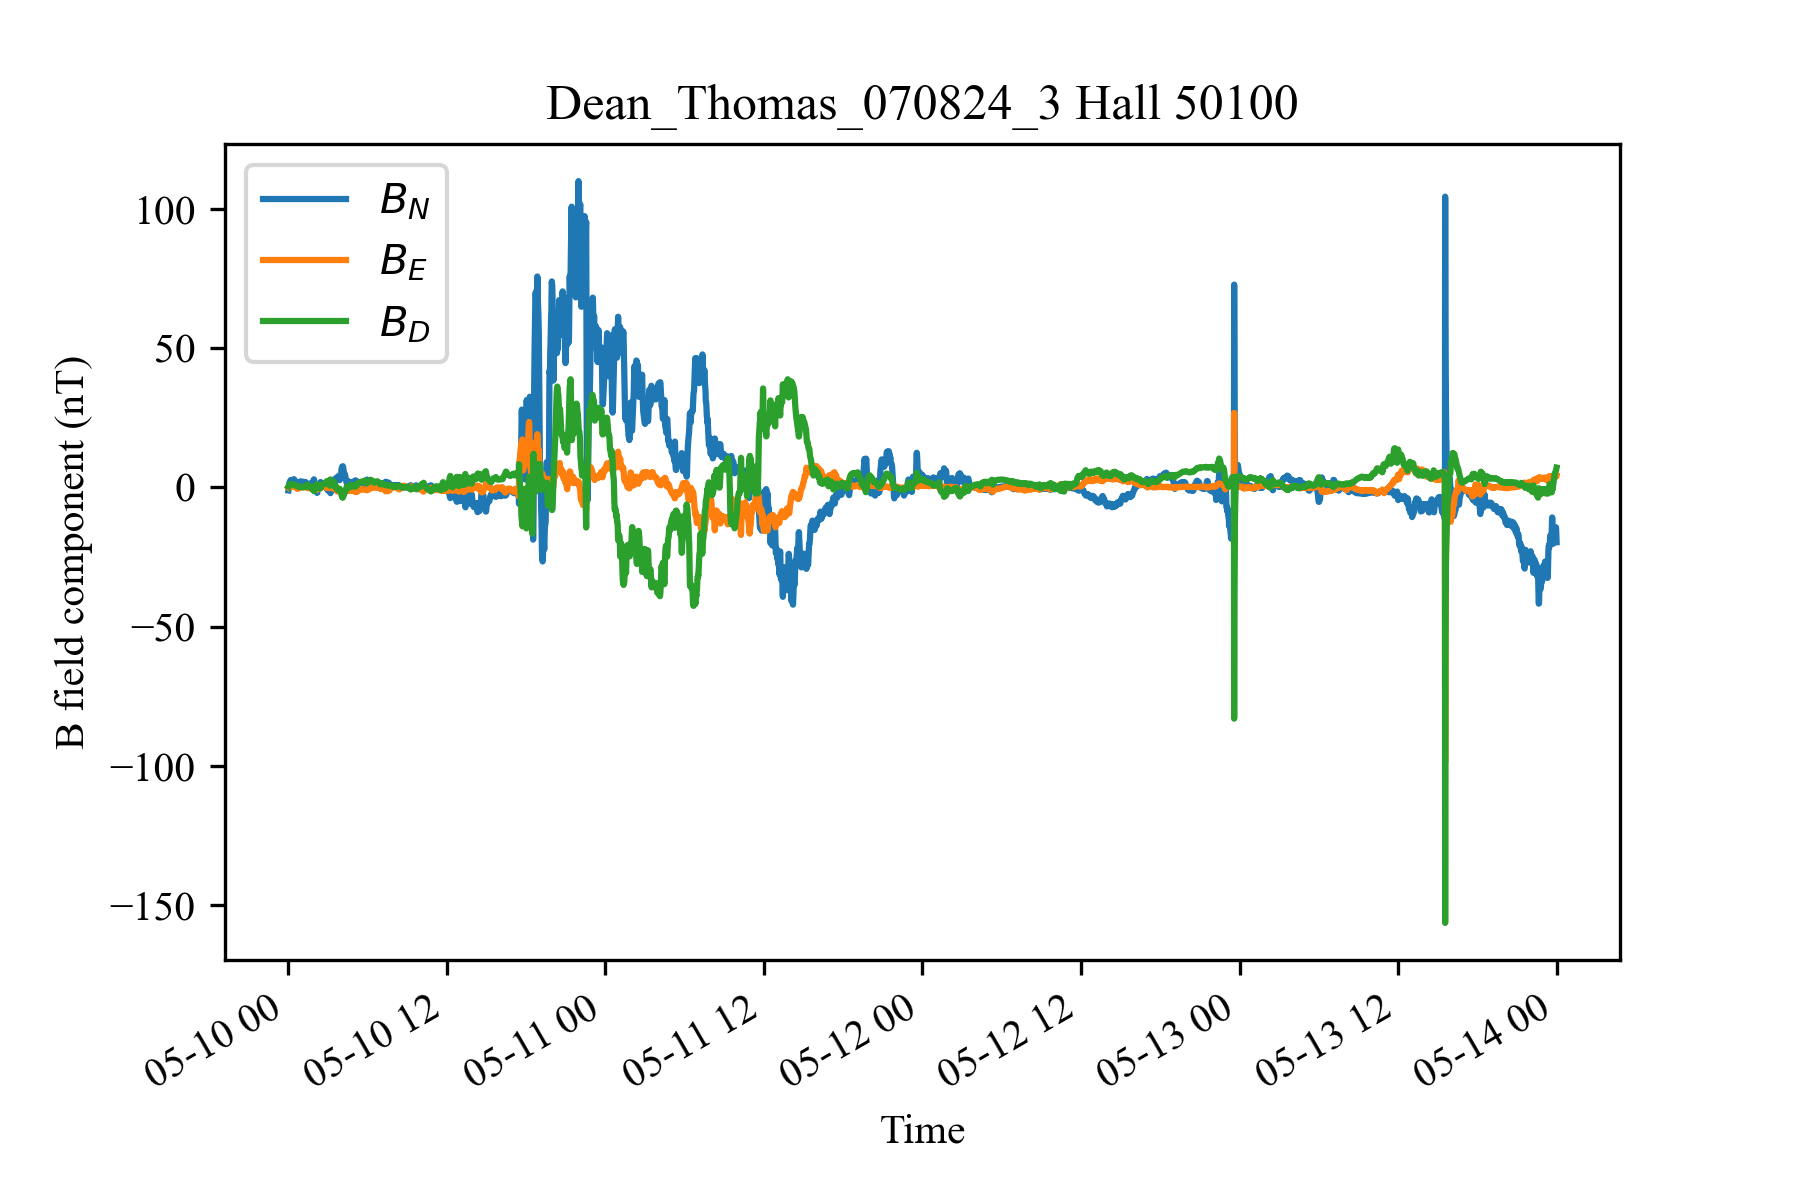 Dean_Thomas_070824_3 Hall 50100
B_N
B_E
B_D
B field component (nT)
100
50
0
−50
−100
−150
05-10 00
05-10 12
05-11 00
05-11 12
05-12 00
05-12 12
05-13 00
05-13 12
05-14 00
Time